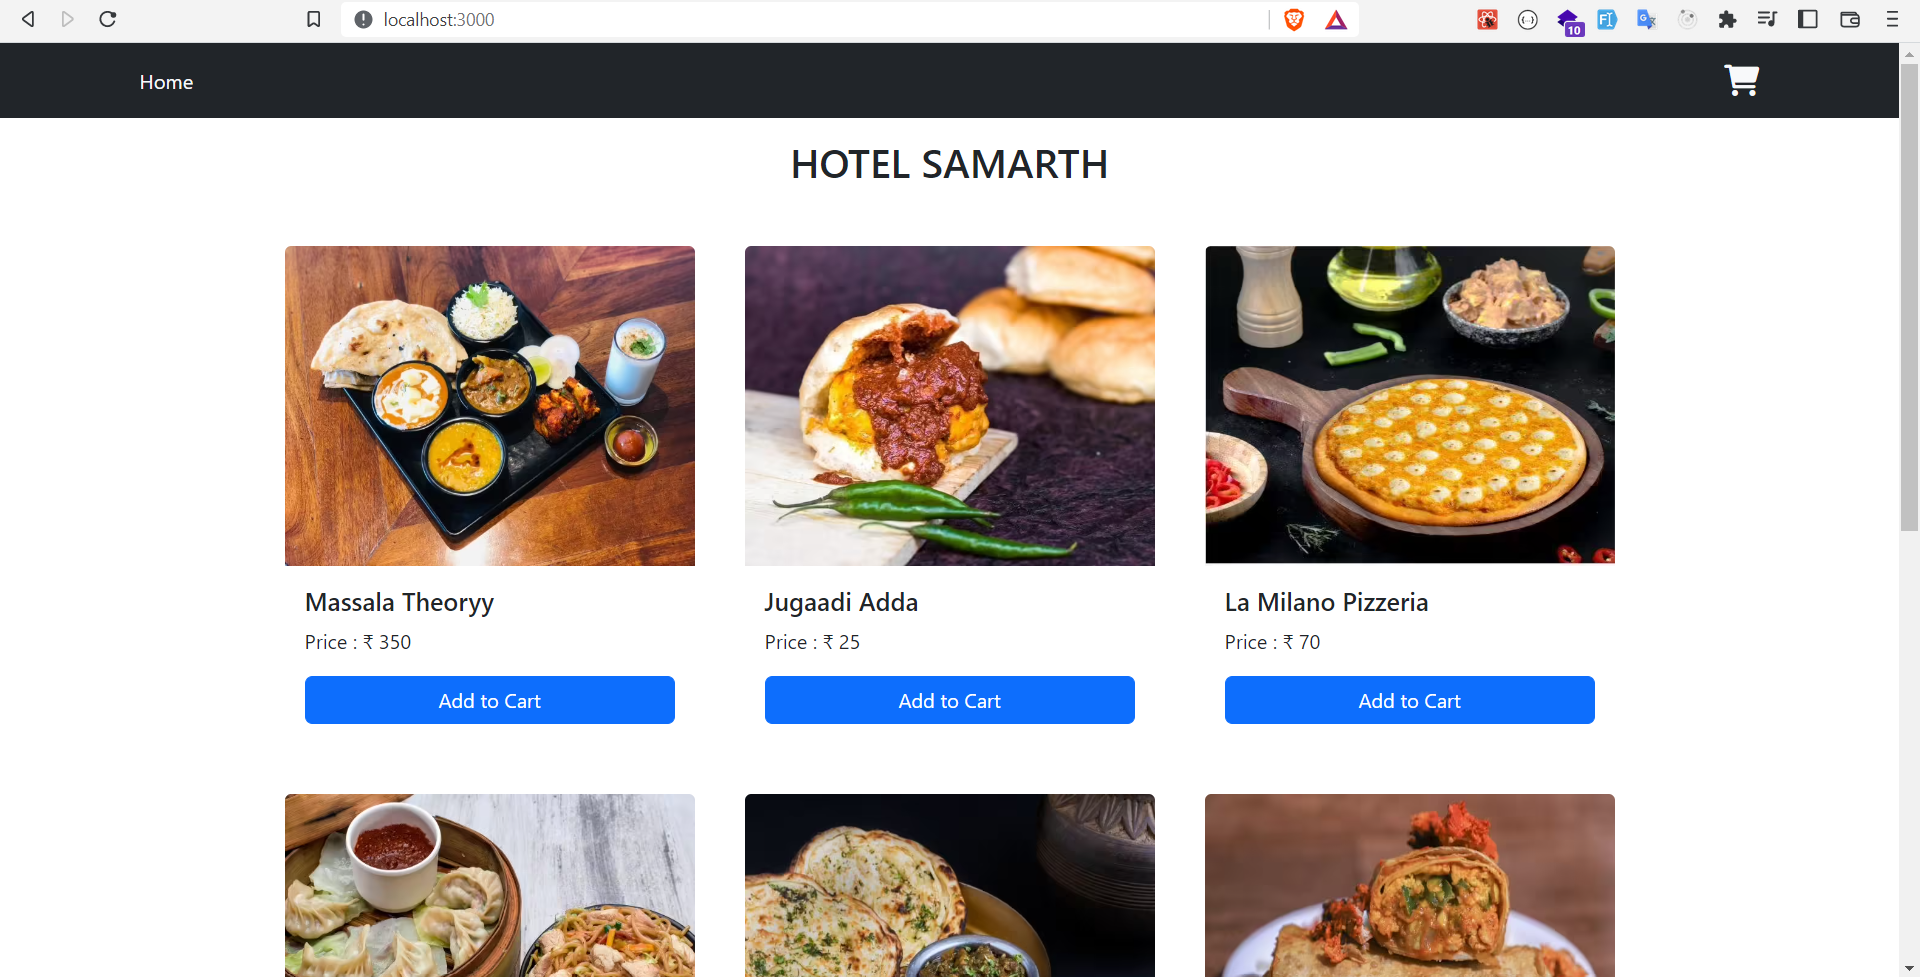 localhost:3000
10
Home
HOTEL SAMARTH
Massala Theoryy
Price : ₹ 350
Add to Cart
Jugaadi Adda
Price : ₹ 25
Add to Cart
La Milano Pizzeria
Price : ₹ 70
Add to Cart